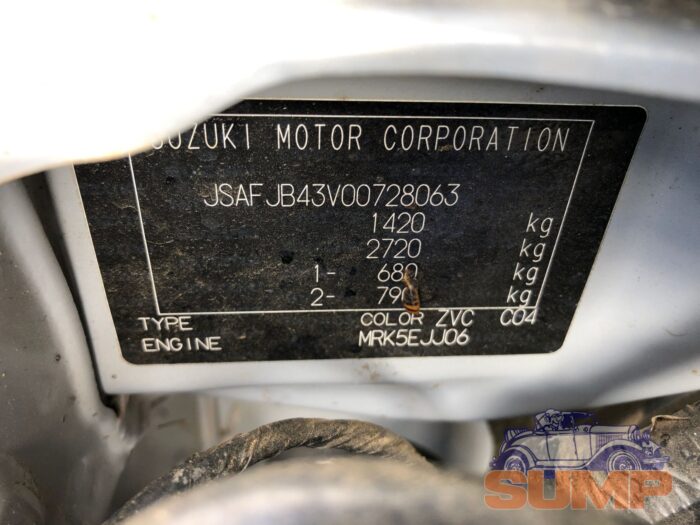 SUZUKI MOTOR CORPORATION
JSAFJB43V00728063
1420 kg
2720 kg
1- 680 kg
2- 790 kg
TYPE COLOR ZVC C04
ENGINE MRK5EJJ06
SUMP